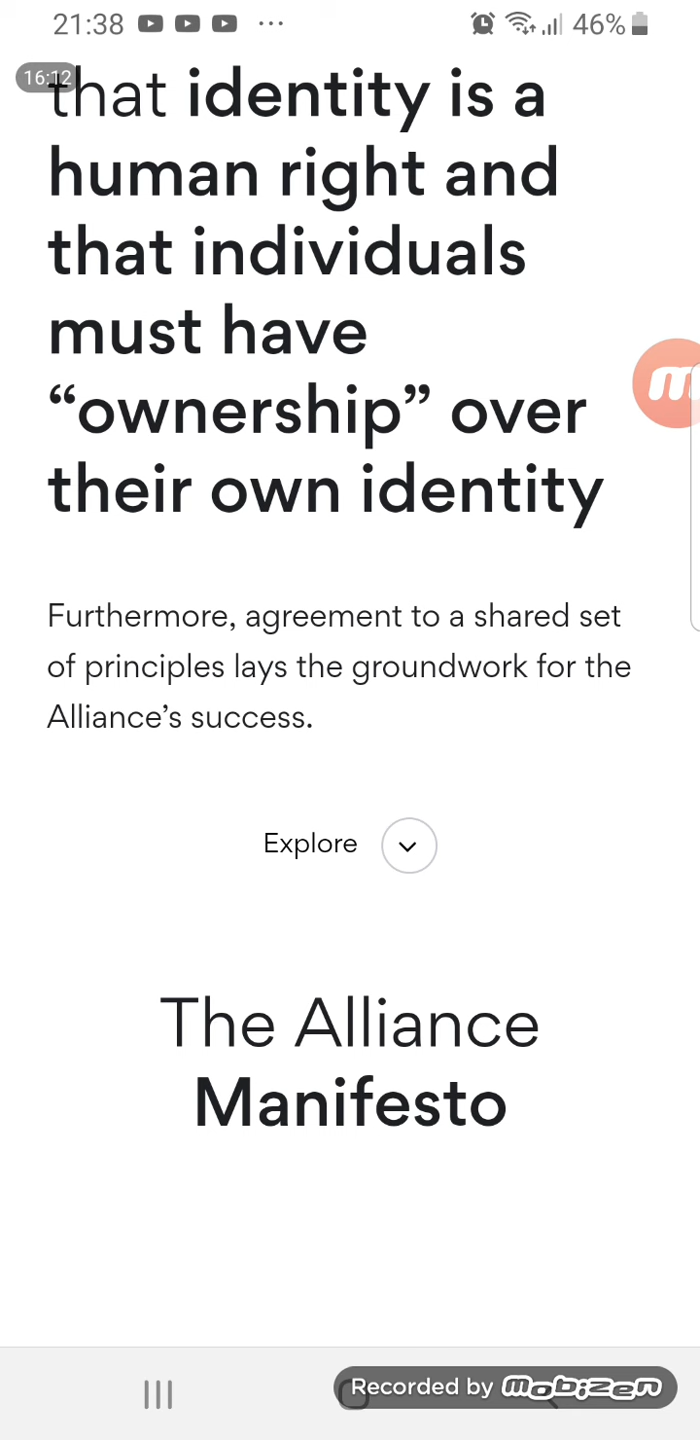 21:38
46%
16:12
that identity is a
human right and
that individuals
must have
“ownership” over
their own identity
Furthermore, agreement to a shared set
of principles lays the groundwork for the
Alliance’s success.
Explore
The Alliance
Manifesto
Recorded by mobizen